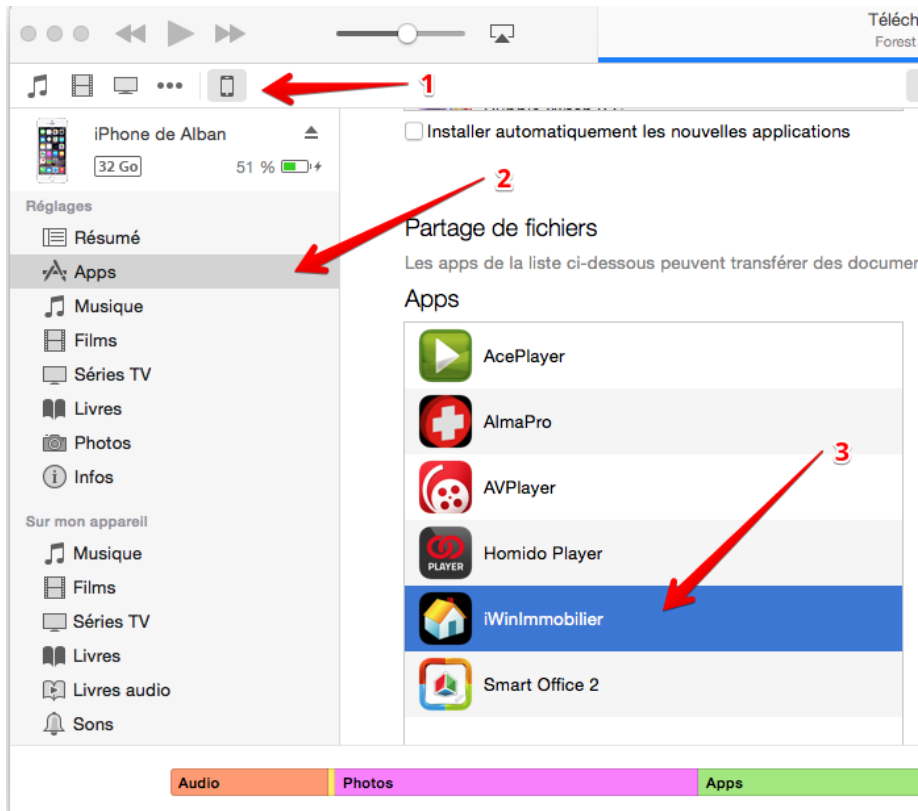 Téléch
Forest
1
iPhone de Alban
32 Go
51 %
Installer automatiquement les nouvelles applications
2
Réglages
Résumé
Apps
Musique
Films
Séries TV
Livres
Photos
Infos
Sur mon appareil
Musique
Films
Séries TV
Livres
Livres audio
Sons
Partage de fichiers
Les apps de la liste ci-dessous peuvent transférer des documen
Apps
AcePlayer
AlmaPro
3
AVPlayer
PLAYER
Homido Player
iWinImmobilier
Smart Office 2
Audio
Photos
Apps